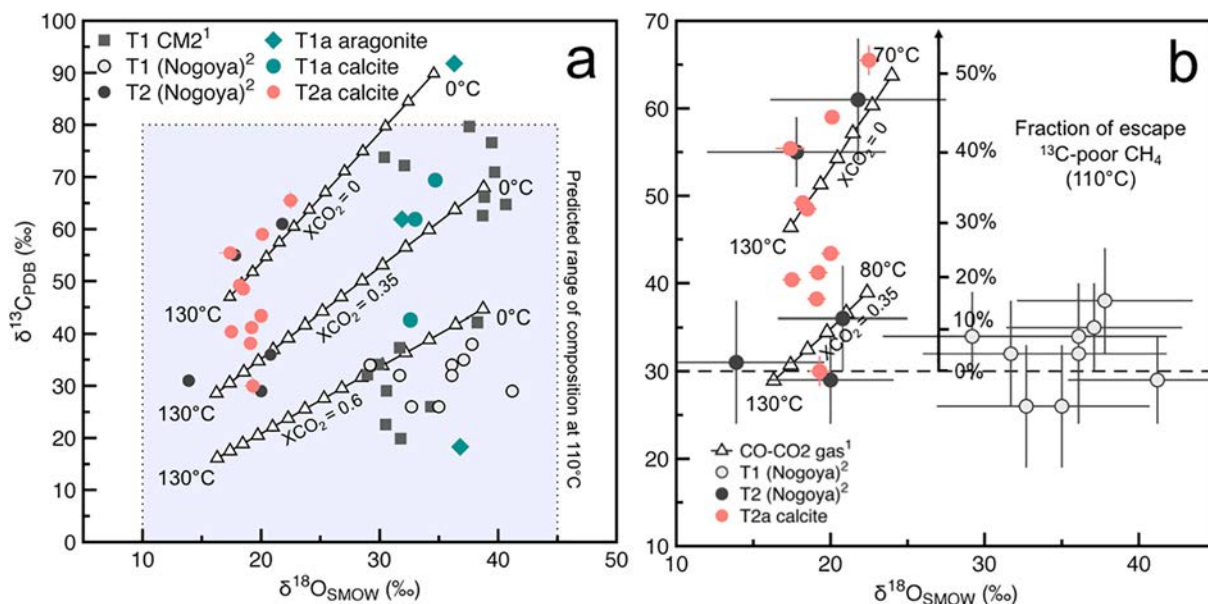 a
T1 CM2¹
T1 (Nogoya)²
T2 (Nogoya)²
T1a aragonite
T1a calcite
T2a calcite
100
90
80
70
60
50
40
30
20
10
0
δ¹³C_PDB (‰)
0°C
0°C
0°C
XCO₂ = 0
XCO₂ = 0.35
XCO₂ = 0.6
130°C
130°C
130°C
Predicted range of composition at 110°C
0 10 20 30 40 50
δ¹⁸O_SMOW (‰)
b
70
60
50
40
30
20
10
70°C
XCO₂ = 0
130°C
80°C
XCO₂ = 0.35
130°C
50%
40%
30%
20%
10%
0%
Fraction of escape
¹³C-poor CH₄
(110°C)
CO-CO2 gas¹
T1 (Nogoya)²
T2 (Nogoya)²
T2a calcite
10 20 30 40
δ¹⁸O_SMOW (‰)